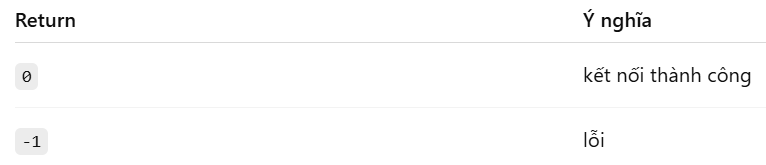 Return Ý nghĩa
0 kết nối thành công
-1 lỗi